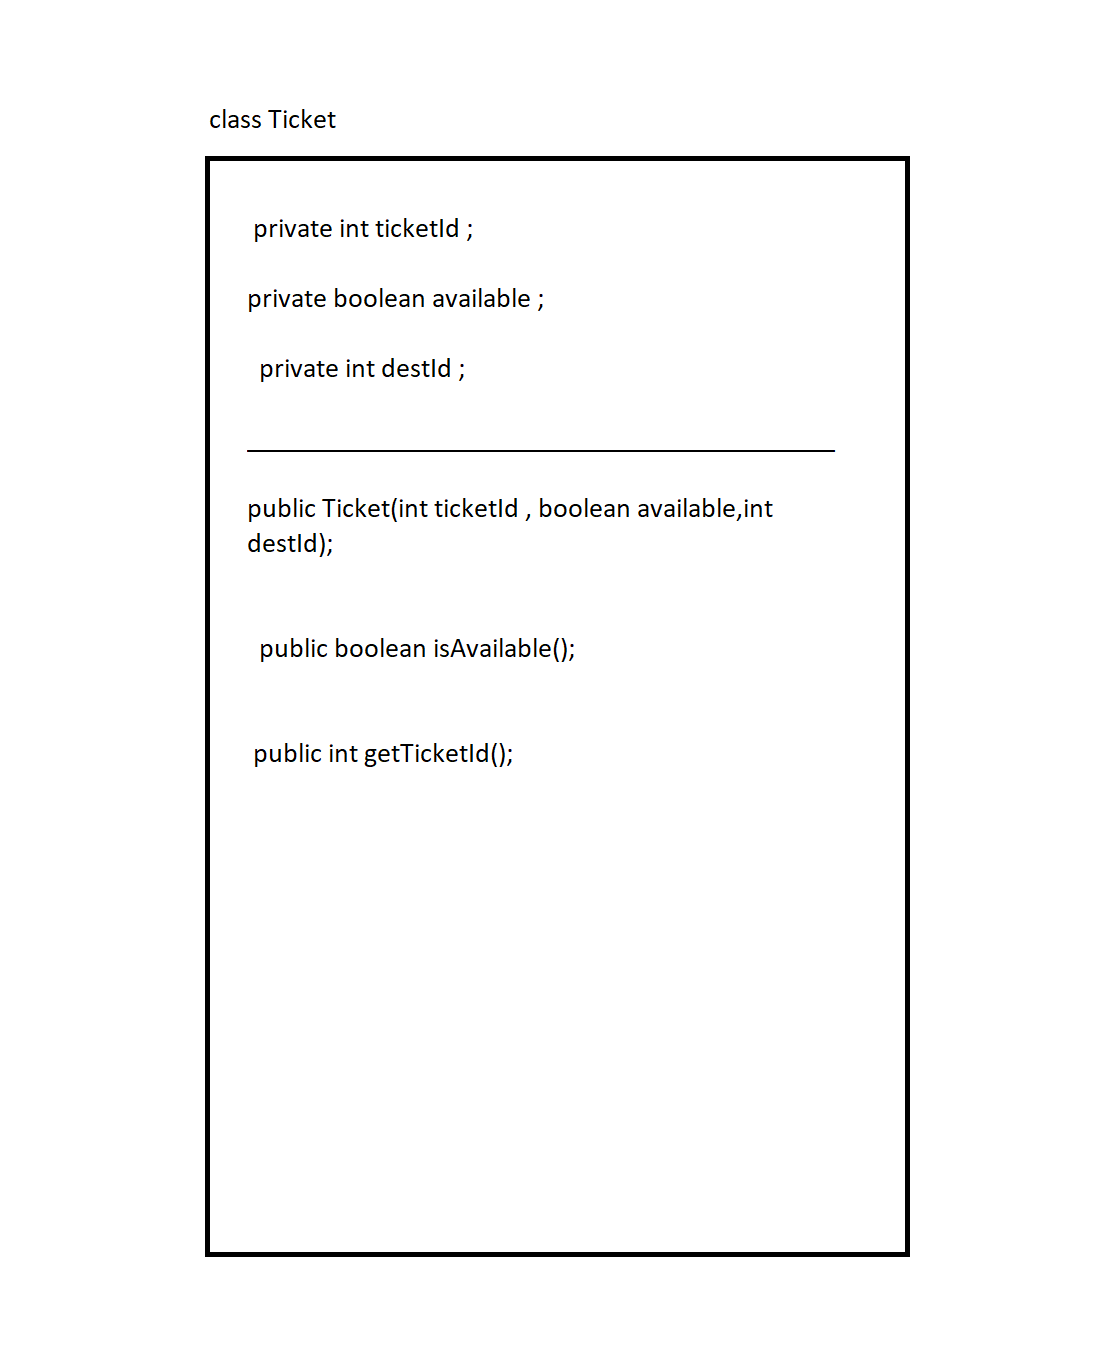 class Ticket
private int ticketId ;
private boolean available ;
private int destId ;
public Ticket(int ticketId , boolean available,int
destId);
public boolean isAvailable();
public int getTicketId();